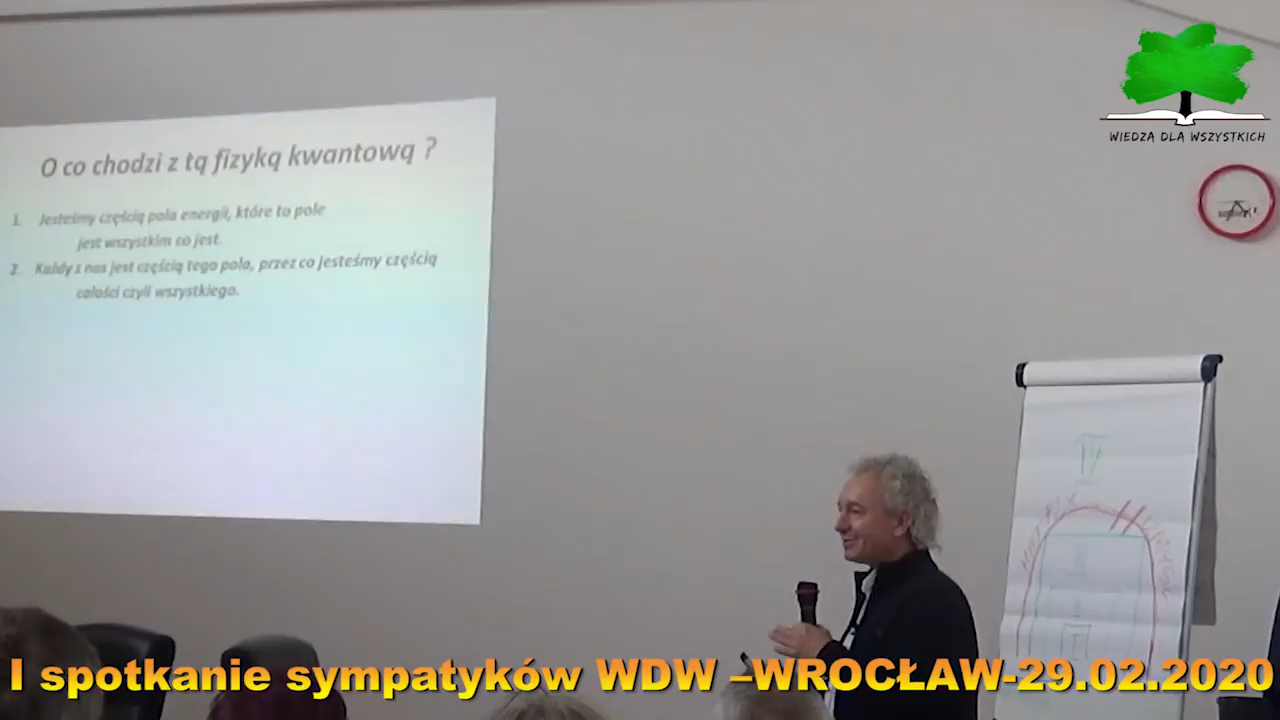 O co chodzi z tą fizyką kwantową ?
1. Jesteśmy częścią pola energii, które to pole
jest wszystkim co jest.
2. Każdy z nas jest częścią tego pola, przez co jesteśmy częścią
całości czyli wszystkiego.
WIEDZA DLA WSZYSTKICH
IV
I
I spotkanie sympatyków WDW –WROCŁAW-29.02.2020